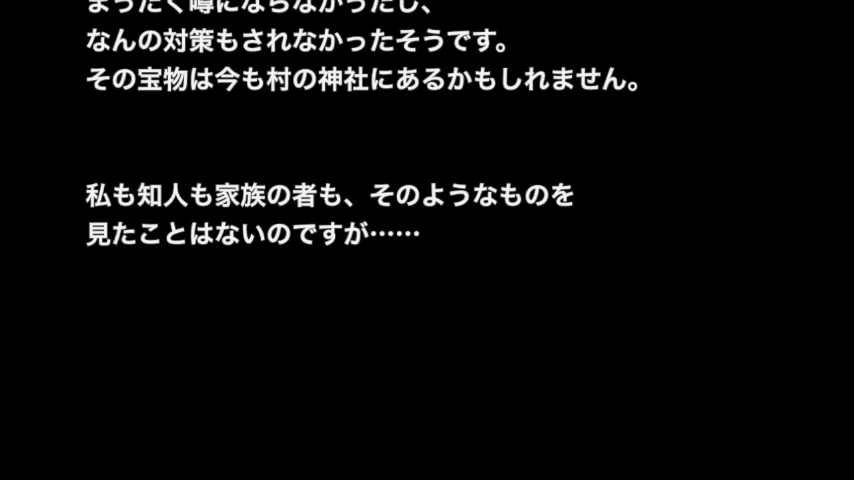 まったく噂にならなかったし、
なんの対策もされなかったそうです。
その宝物は今も村の神社にあるかもしれません。
私も知人も家族の者も、そのようなものを
見たことはないのですが……